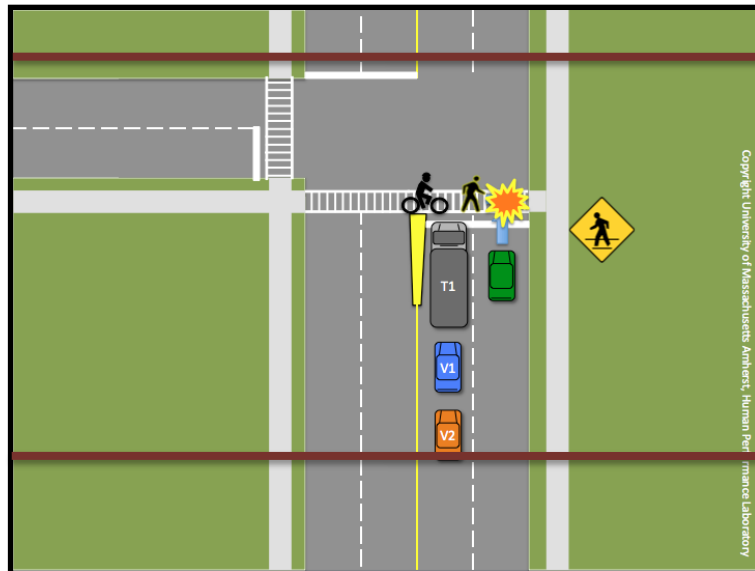 T1
V1
V2
Copyright University of Massachusetts Amherst, Human Performance Laboratory